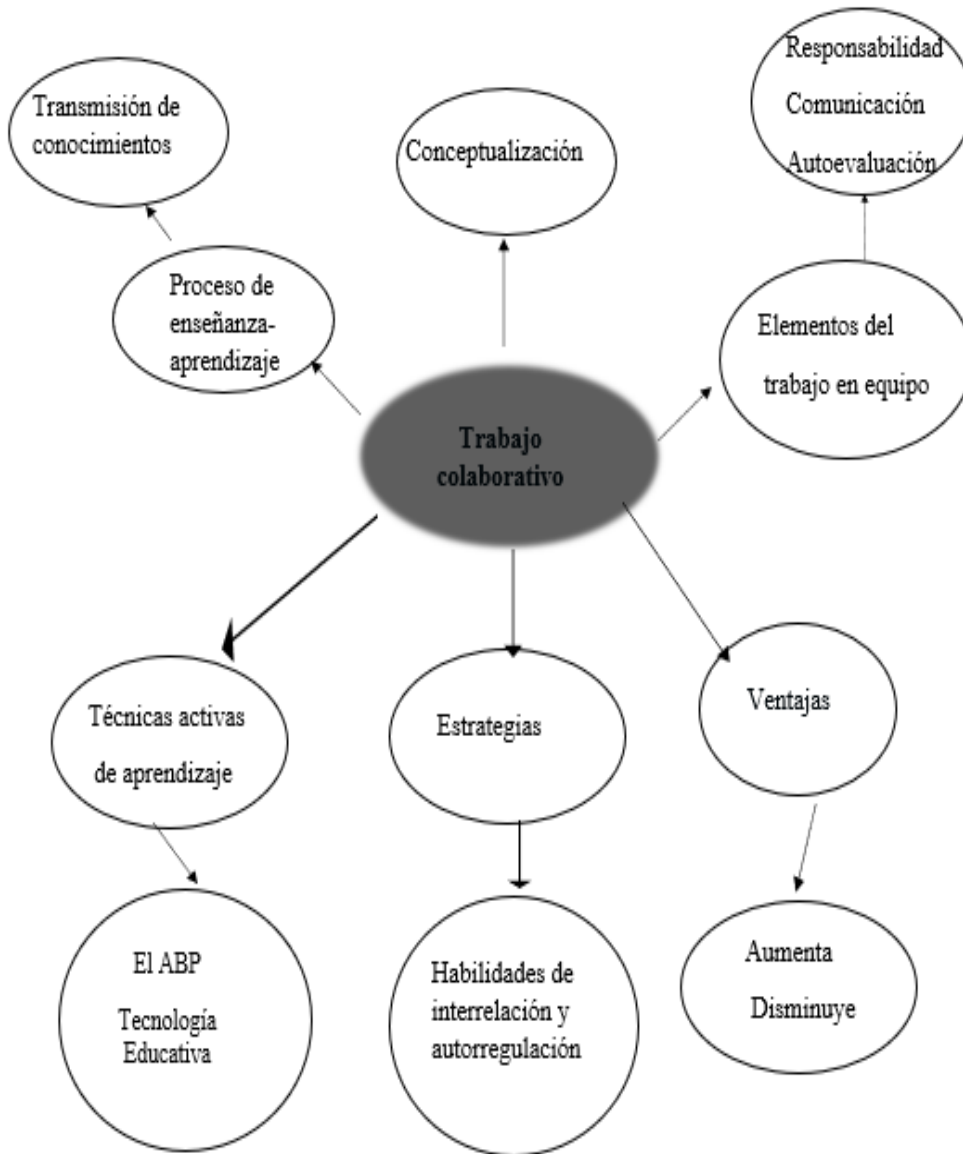 Transmisión de
conocimientos
Conceptualización
Responsabilidad
Comunicación
Autoevaluación
Proceso de
enseñanza-
aprendizaje
Elementos del
trabajo en equipo
Trabajo
colaborativo
Técnicas activas
de aprendizaje
Estrategias
Ventajas
El ABP
Tecnología
Educativa
Habilidades de
interrelación y
autorregulación
Aumenta
Disminuye